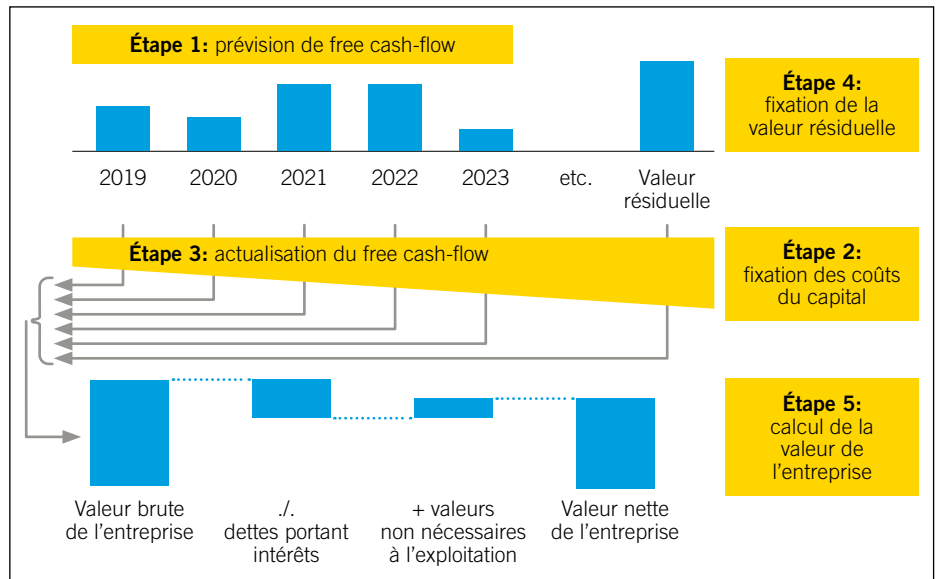 Étape 1: prévision de free cash-flow
Étape 4:
fixation de la
valeur résiduelle
2019 2020 2021 2022 2023 etc. Valeur
résiduelle
Étape 3: actualisation du free cash-flow
Étape 2:
fixation des coûts
du capital
Étape 5:
calcul de la
valeur de
l'entreprise
Valeur brute
de l'entreprise
./.
dettes portant
intérêts
+ valeurs
non nécessaires
à l'exploitation
Valeur nette
de l'entreprise